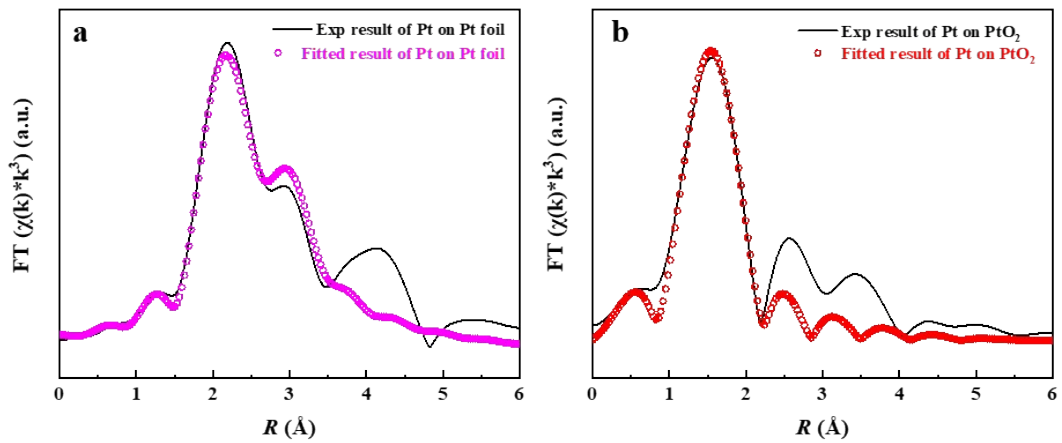 a
Exp result of Pt on Pt foil
Fitted result of Pt on Pt foil
FT (χ(k)*k³) (a.u.)
0 1 2 3 4 5 6
R (Å)
b
Exp result of Pt on PtO₂
Fitted result of Pt on PtO₂
FT (χ(k)*k³) (a.u.)
0 1 2 3 4 5 6
R (Å)